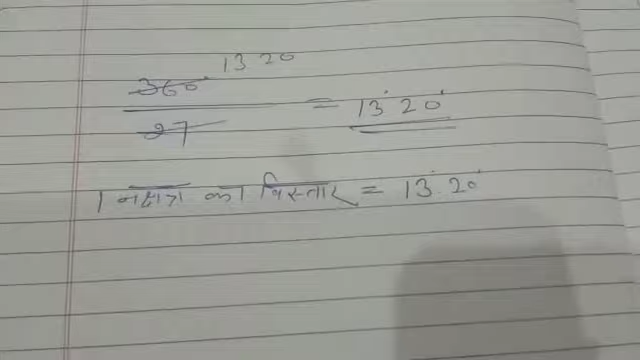 13 20
360°
27
= 13° 20'
1 नक्षत्र का विस्तार = 13° 20'